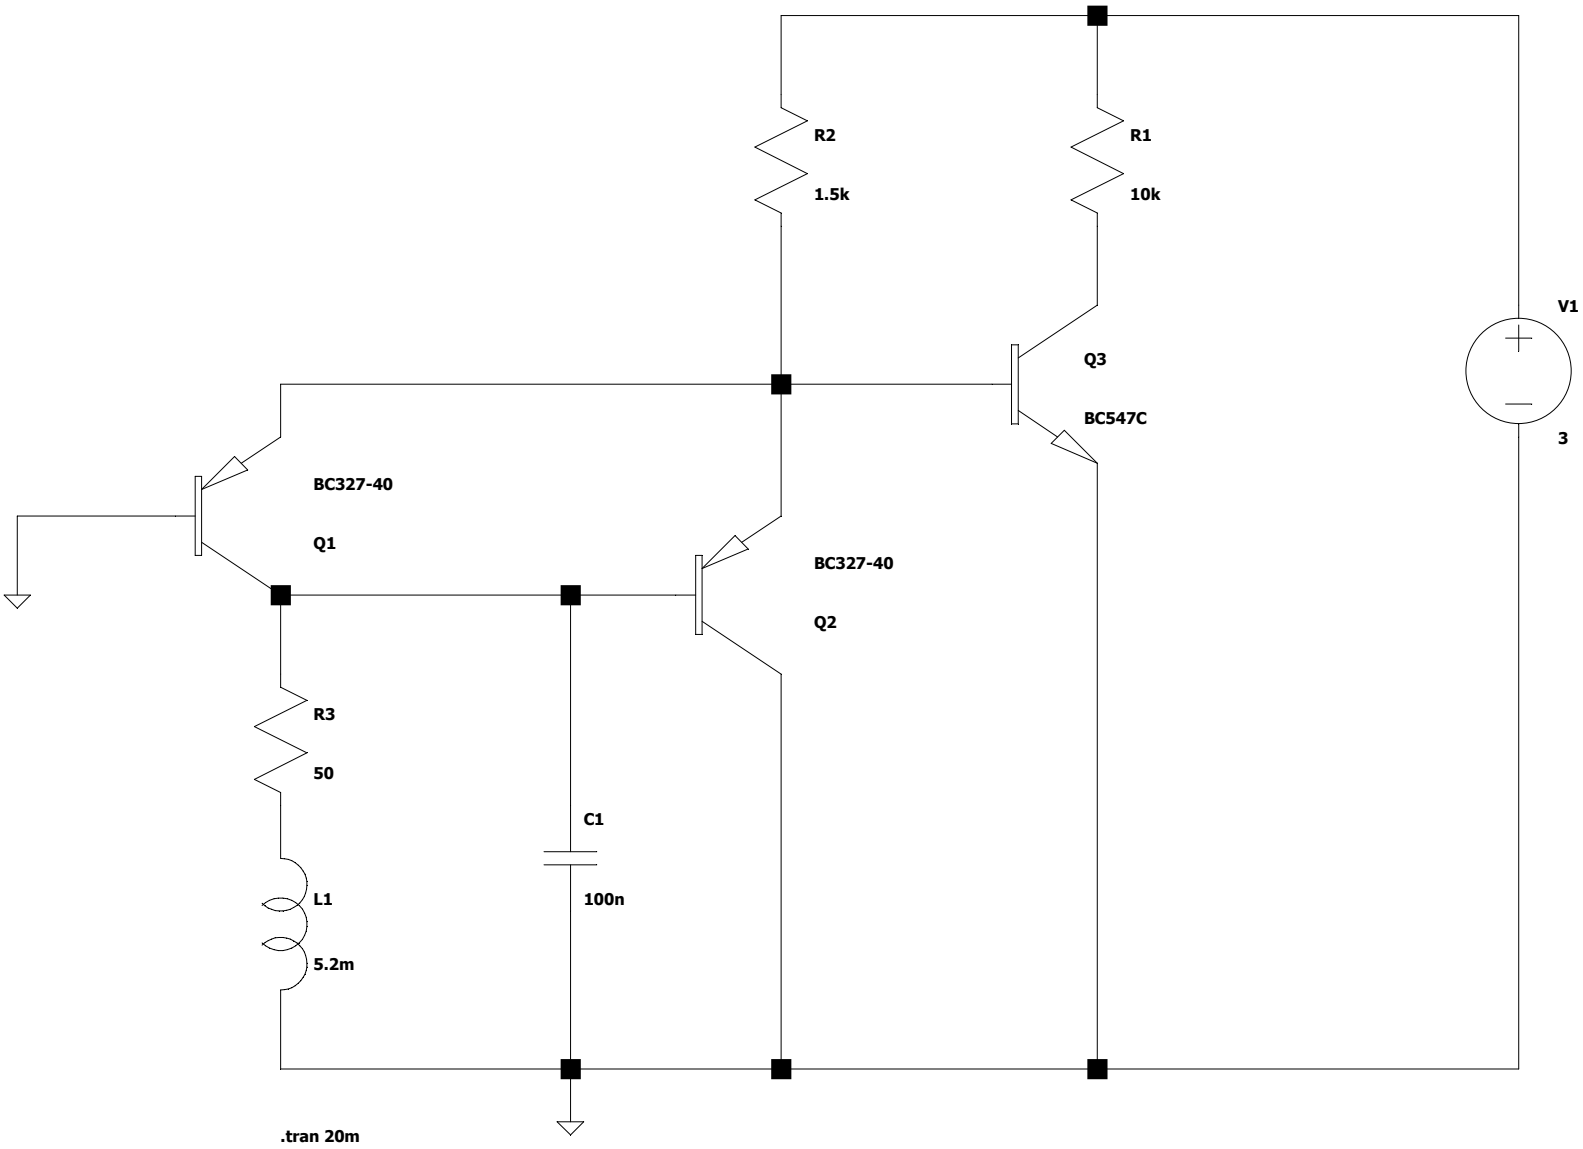 R2
1.5k
R1
10k
V1
+
—
3
Q3
BC547C
BC327-40
Q1
BC327-40
Q2
R3
50
C1
100n
L1
5.2m
.tran 20m